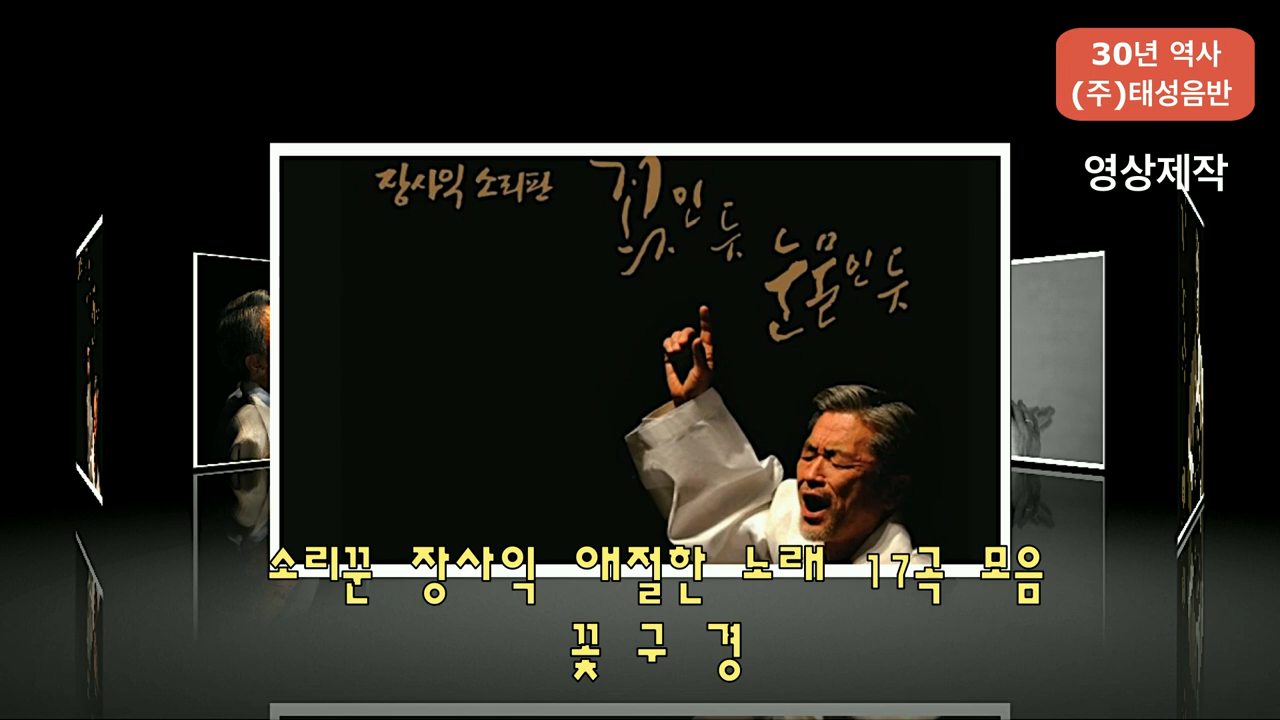 30년 역사
(주)태성음반
영상제작
장사익 소리판
꽃인 듯
눈물인 듯
소리꾼 장사익 애절한 노래 17곡 모음
꽃 구 경